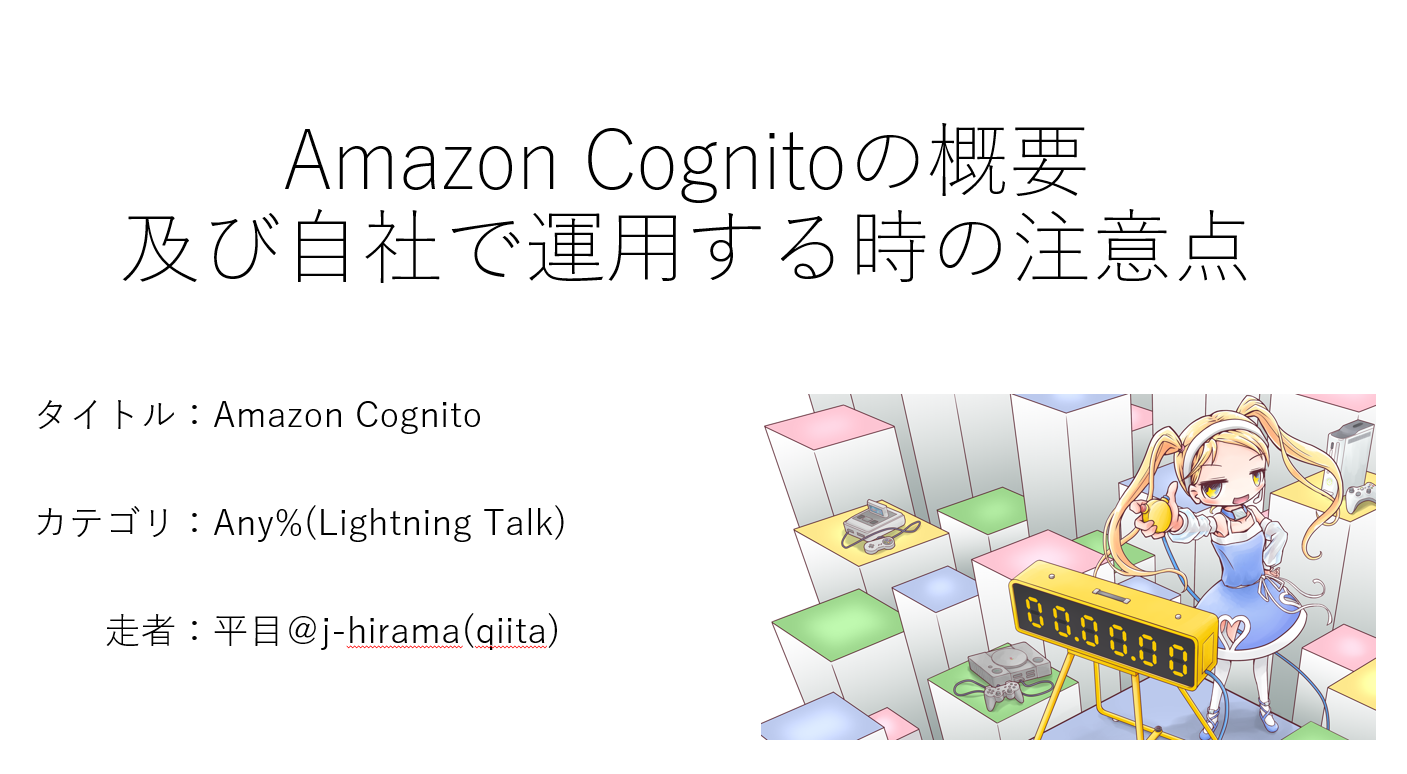 Amazon Cognitoの概要
及び自社で運用する時の注意点
タイトル：Amazon Cognito
カテゴリ：Any%(Lightning Talk)
走者：平目＠j-hirama(qiita)
00.00.00